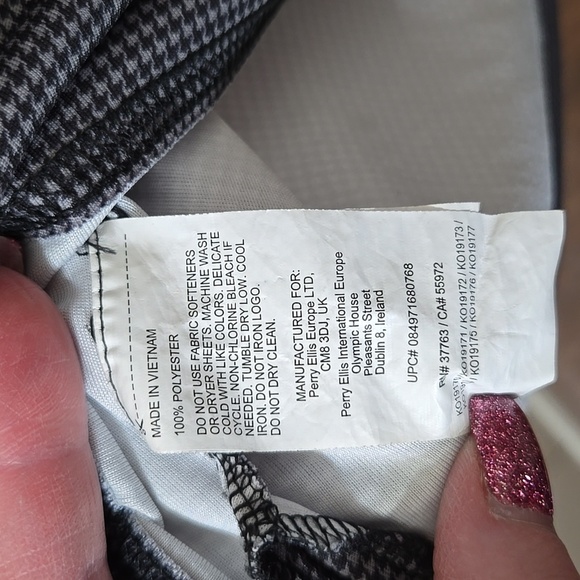 MADE IN VIETNAM
100% POLYESTER
DO NOT USE FABRIC SOFTENERS
OR DRYER SHEETS. MACHINE WASH
COLD WITH LIKE COLORS. DELICATE
CYCLE. NON-CHLORINE BLEACH IF
NEEDED. TUMBLE DRY LOW. COOL
IRON. DO NOT IRON LOGO.
DO NOT DRY CLEAN.
MANUFACTURED FOR:
Perry Ellis Europe LTD,
CM8 3DJ, UK
Perry Ellis International Europe
Olympic House
Pleasants Street
Dublin 8, Ireland
UPC# 084971680768
37763 / CA# 55972
KO19171 / KO19172 / KO19173 /
KO19175 / KO19176 / KO19177